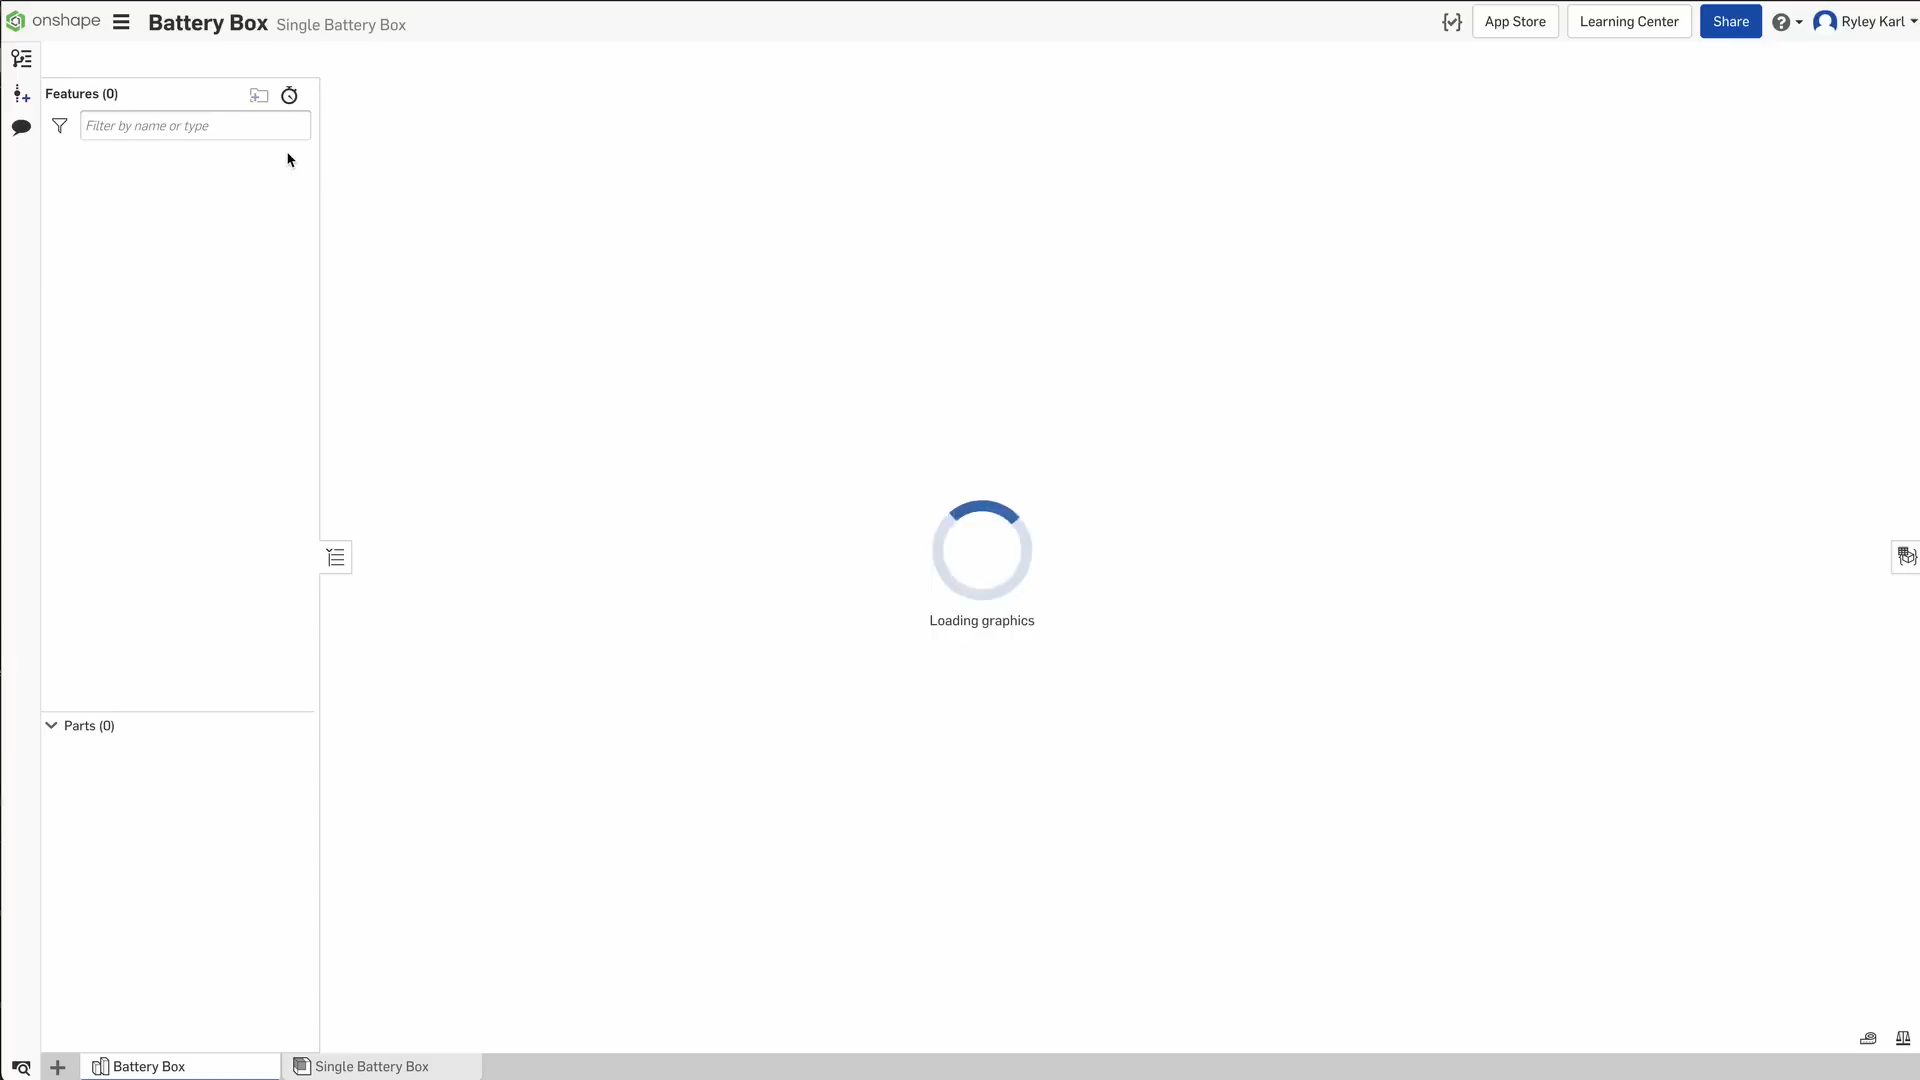 onshape
Battery Box Single Battery Box
App Store
Learning Center
Share
Ryley Karl
Features (0)
Filter by name or type
Loading graphics
Parts (0)
Battery Box
Single Battery Box